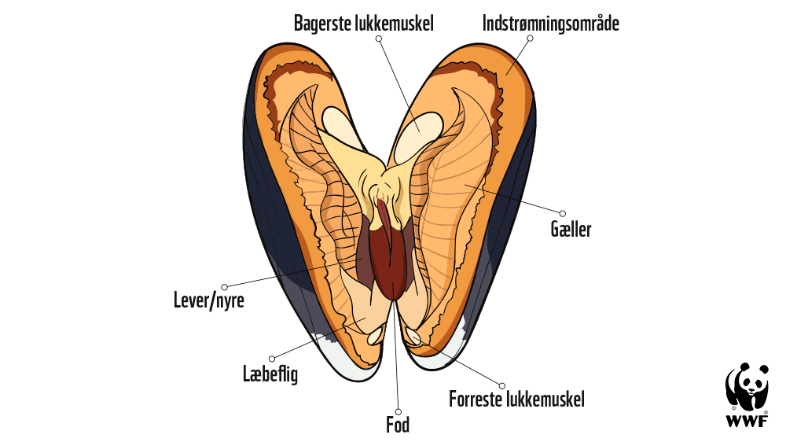 Bagerste lukkemuskel
Indstrømningsområde
Gæller
Lever/nyre
Læbeflig
Forreste lukkemuskel
Fod
WWF